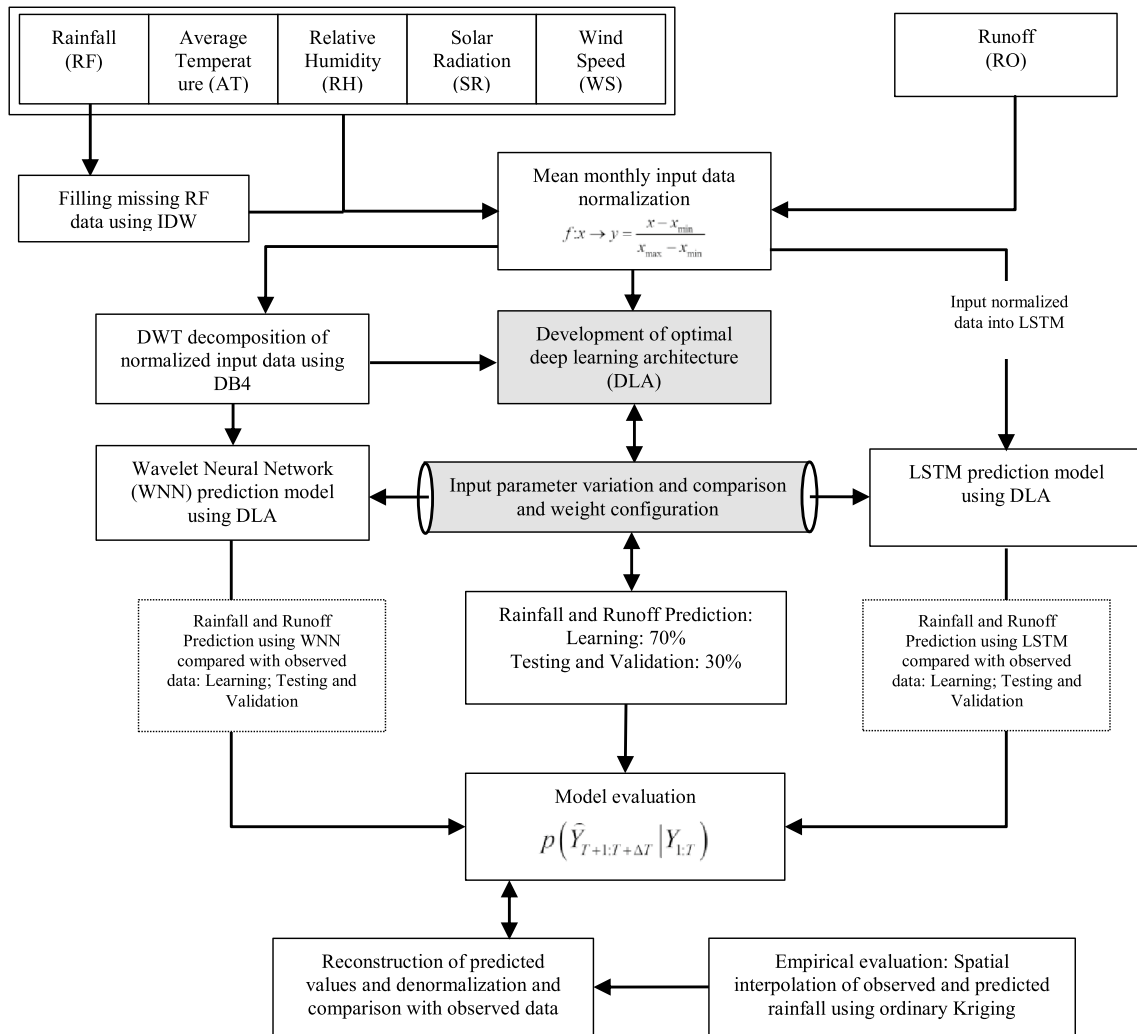 Rainfall
(RF)
Average
Temperat
ure (AT)
Relative
Humidity
(RH)
Solar
Radiation
(SR)
Wind
Speed
(WS)
Runoff
(RO)
Filling missing RF
data using IDW
Mean monthly input data
normalization
f:x → y = (x − x_min) / (x_max − x_min)
Input normalized
data into LSTM
DWT decomposition of
normalized input data using
DB4
Development of optimal
deep learning architecture
(DLA)
Wavelet Neural Network
(WNN) prediction model
using DLA
Input parameter variation and comparison
and weight configuration
LSTM prediction model
using DLA
Rainfall and Runoff
Prediction using WNN
compared with observed
data: Learning; Testing and
Validation
Rainfall and Runoff Prediction:
Learning: 70%
Testing and Validation: 30%
Rainfall and Runoff
Prediction using LSTM
compared with observed
data: Learning; Testing and
Validation
Model evaluation
p(Ŷ_{T+1:T+ΔT} | Y_{1:T})
Reconstruction of predicted
values and denormalization and
comparison with observed data
Empirical evaluation: Spatial
interpolation of observed and predicted
rainfall using ordinary Kriging